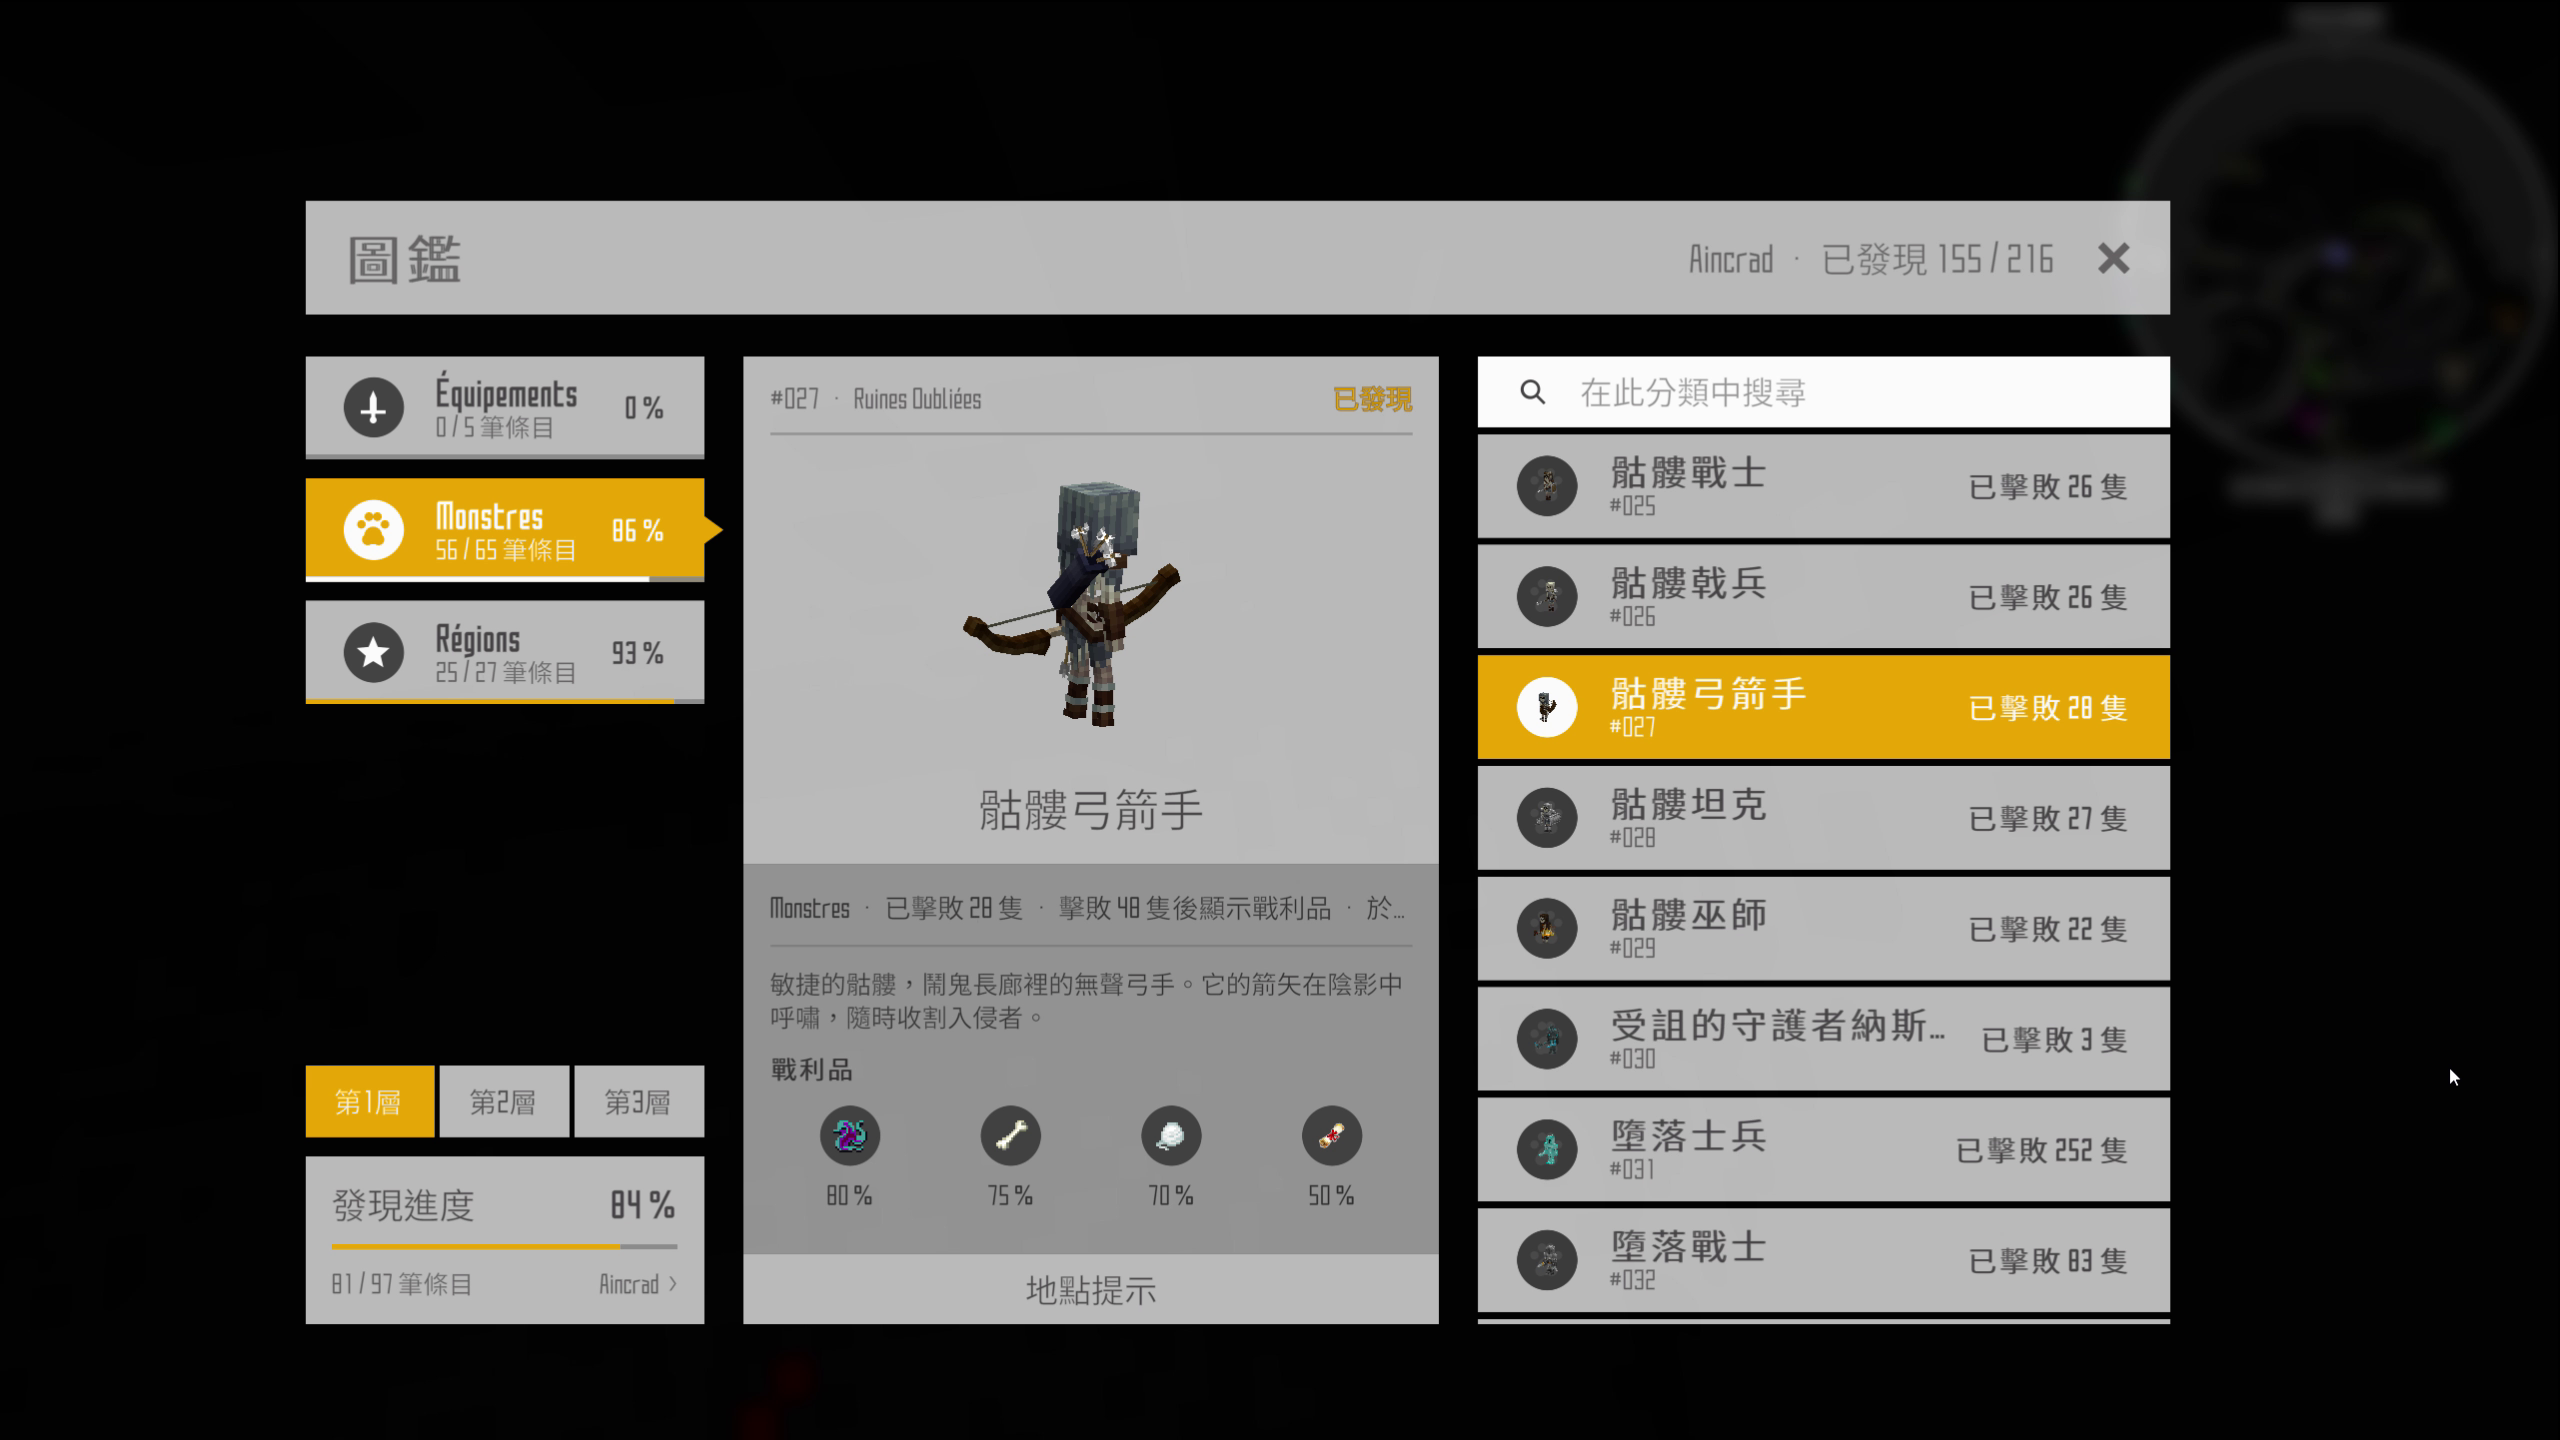 圖鑑
Aincrad · 已發現 155 / 216
Équipements
0 / 5 筆條目
0 %
Monstres
56 / 65 筆條目
86 %
Régions
25 / 27 筆條目
93 %
第1層
第2層
第3層
發現進度
84 %
81 / 97 筆條目
Aincrad
#027 · Ruines Oubliées
已發現
骷髏弓箭手
Monstres · 已擊敗 28 隻 · 擊敗 48 隻後顯示戰利品 · 於...
敏捷的骷髏，鬧鬼長廊裡的無聲弓手。它的箭矢在陰影中
呼嘯，隨時收割入侵者。
戰利品
80 %
75 %
70 %
50 %
地點提示
在此分類中搜尋
骷髏戰士
#025
已擊敗 26 隻
骷髏戟兵
#026
已擊敗 26 隻
骷髏弓箭手
#027
已擊敗 28 隻
骷髏坦克
#028
已擊敗 27 隻
骷髏巫師
#029
已擊敗 22 隻
受詛的守護者納斯...
#030
已擊敗 3 隻
墮落士兵
#031
已擊敗 252 隻
墮落戰士
#032
已擊敗 83 隻